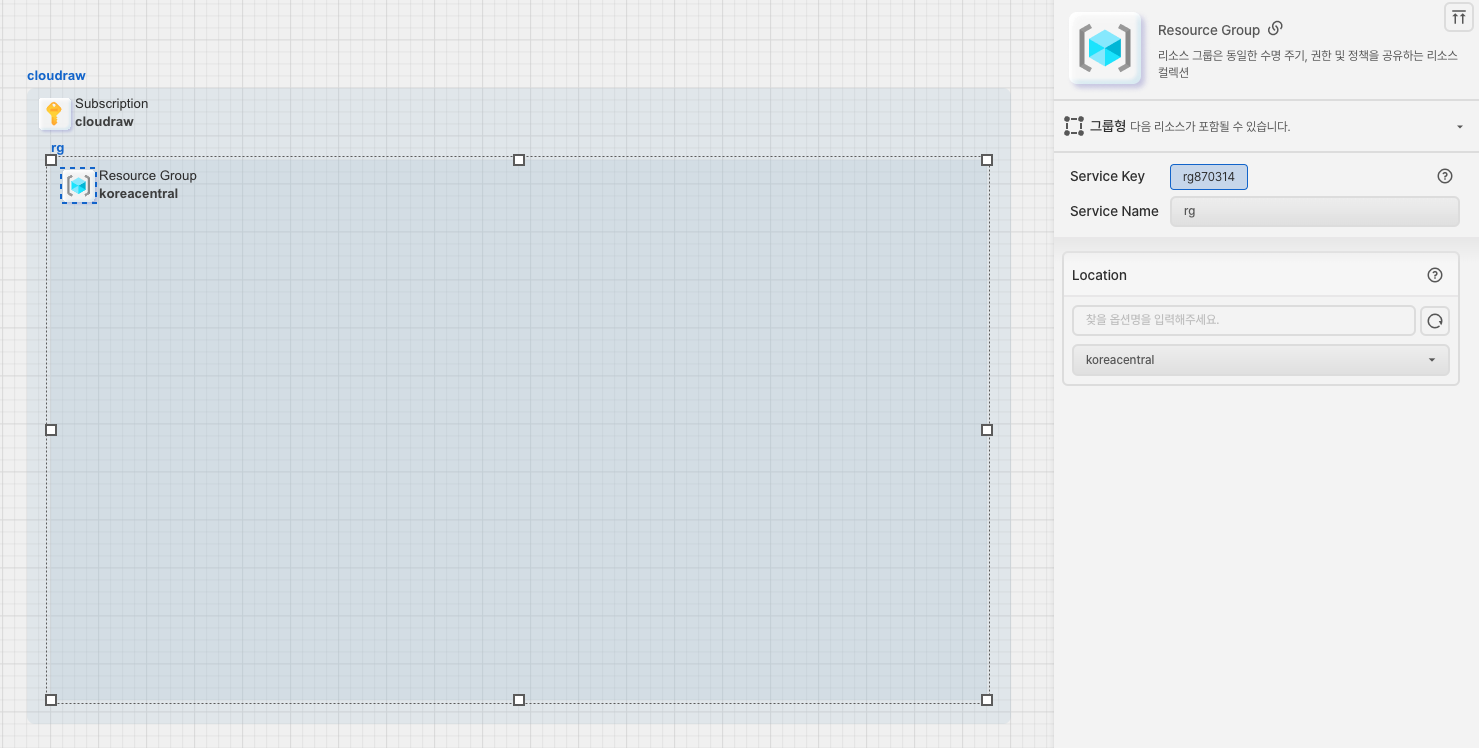 cloudraw
Subscription
cloudraw
rg
Resource Group
koreacentral
Resource Group
리소스 그룹은 동일한 수명 주기, 권한 및 정책을 공유하는 리소스
컬렉션
그룹형 다음 리소스가 포함될 수 있습니다.
Service Key rg870314
Service Name rg
Location
찾을 옵션명을 입력해주세요.
koreacentral